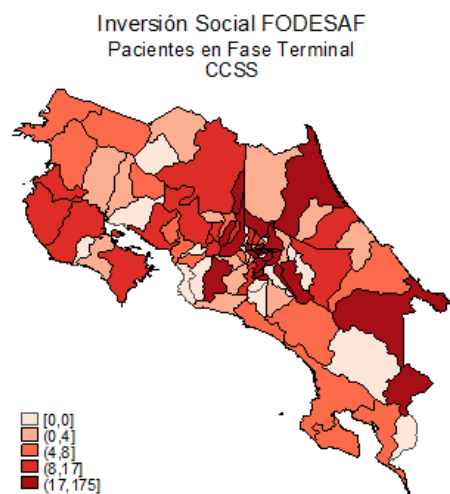 Inversión Social FODESAF
Pacientes en Fase Terminal
CCSS
[0,0]
(0,4]
(4,8]
(8,17]
(17,175]